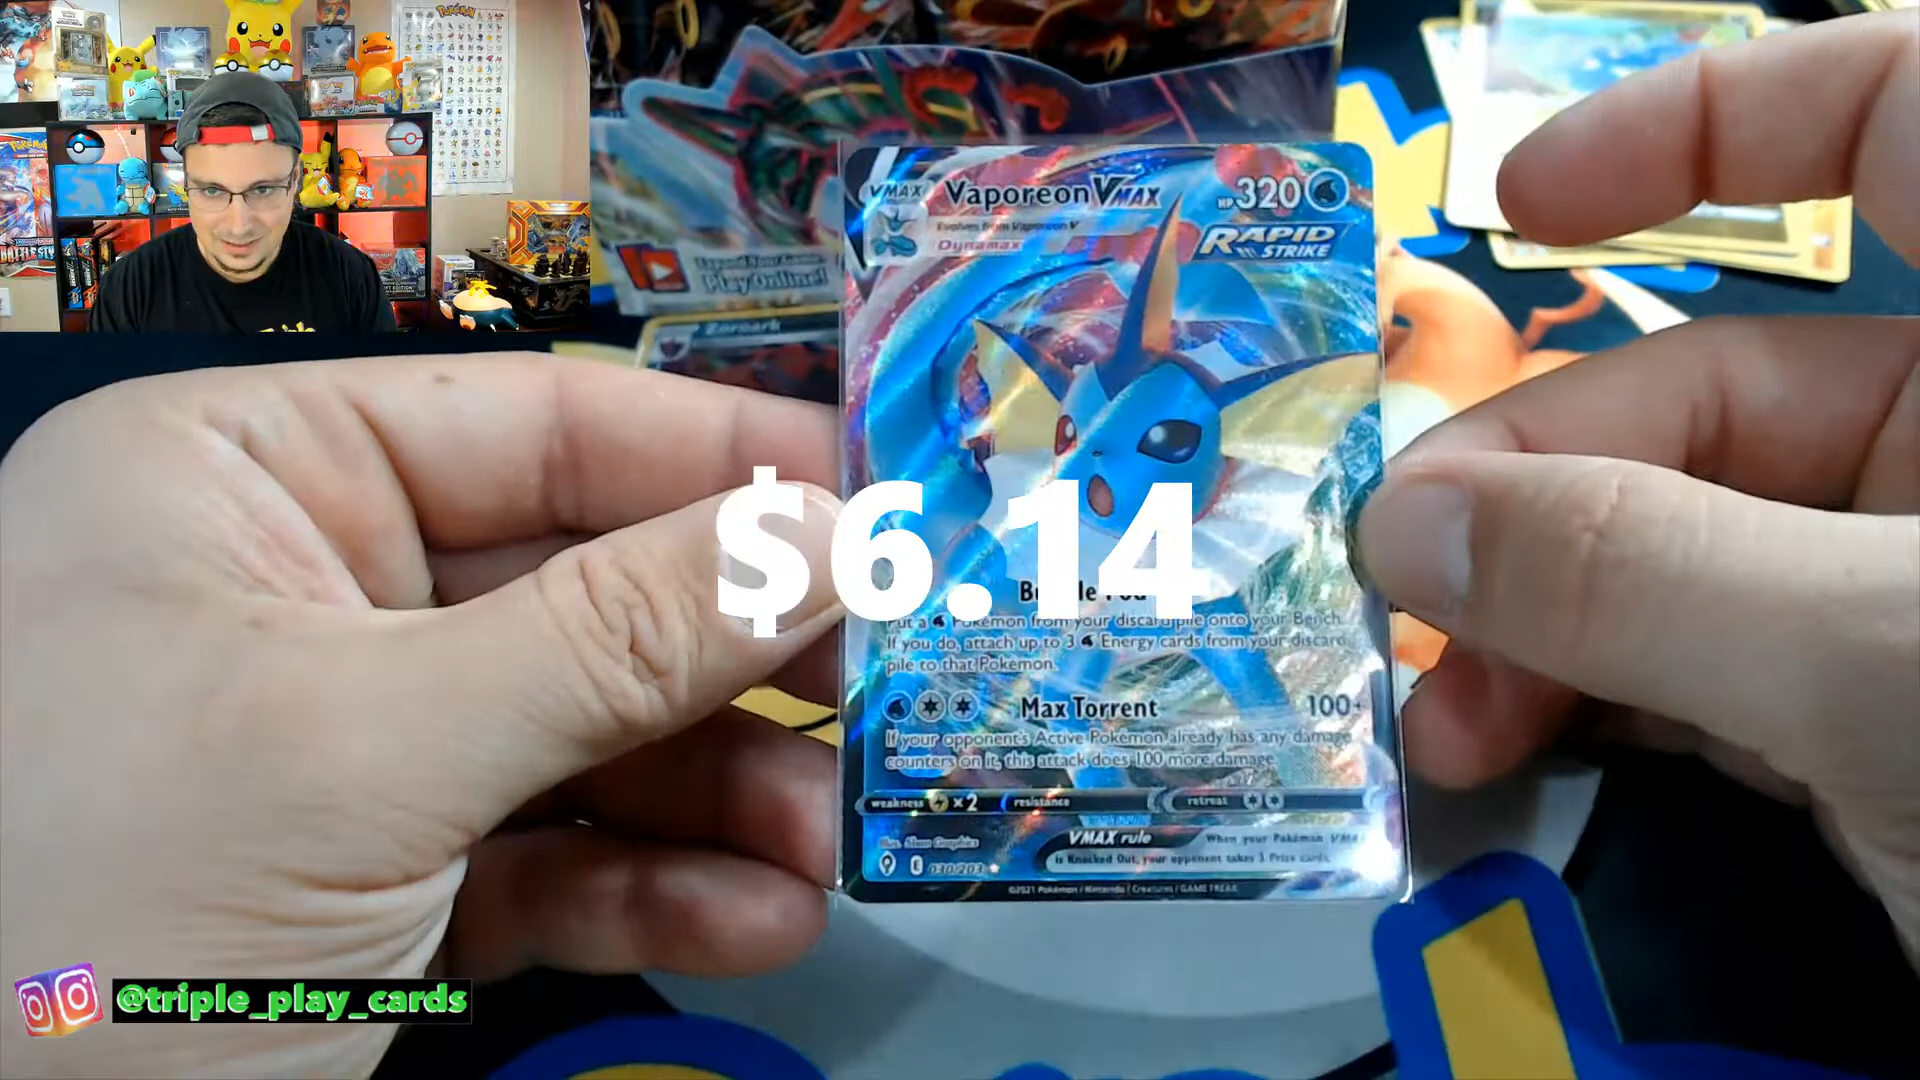 Pokémon
VMAX
Vaporeon VMAX
HP 320
Evolves from Vaporeon V
Dynamax
RAPID
STRIKE
Play Online!
Zoroark
$6.14
Put a Pokémon from your discard pile onto your Bench.
If you do, attach up to 3 Energy cards from your discard
pile to that Pokémon.
Max Torrent 100+
If your opponent's Active Pokémon already has any damage
counters on it, this attack does 100 more damage.
weakness ×2 resistance retreat
VMAX rule
When your Pokémon VMAX
is Knocked Out, your opponent takes 3 Prize cards.
E 030/203
©2021 Pokémon / Nintendo / Creatures / GAME FREAK
@triple_play_cards